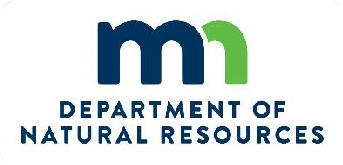 mn
DEPARTMENT OF
NATURAL RESOURCES